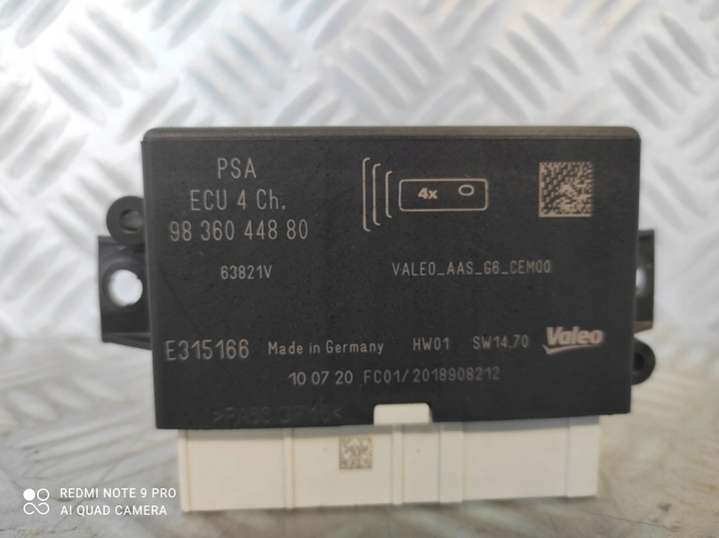 PSA
ECU 4 Ch.
98 360 448 80
63821V
4x
VALEO_AAS_G6_CEM00
E315166 Made in Germany HW01 SW14.70 Valeo
10 07 20 FC01/2018908212
REDMI NOTE 9 PRO
AI QUAD CAMERA